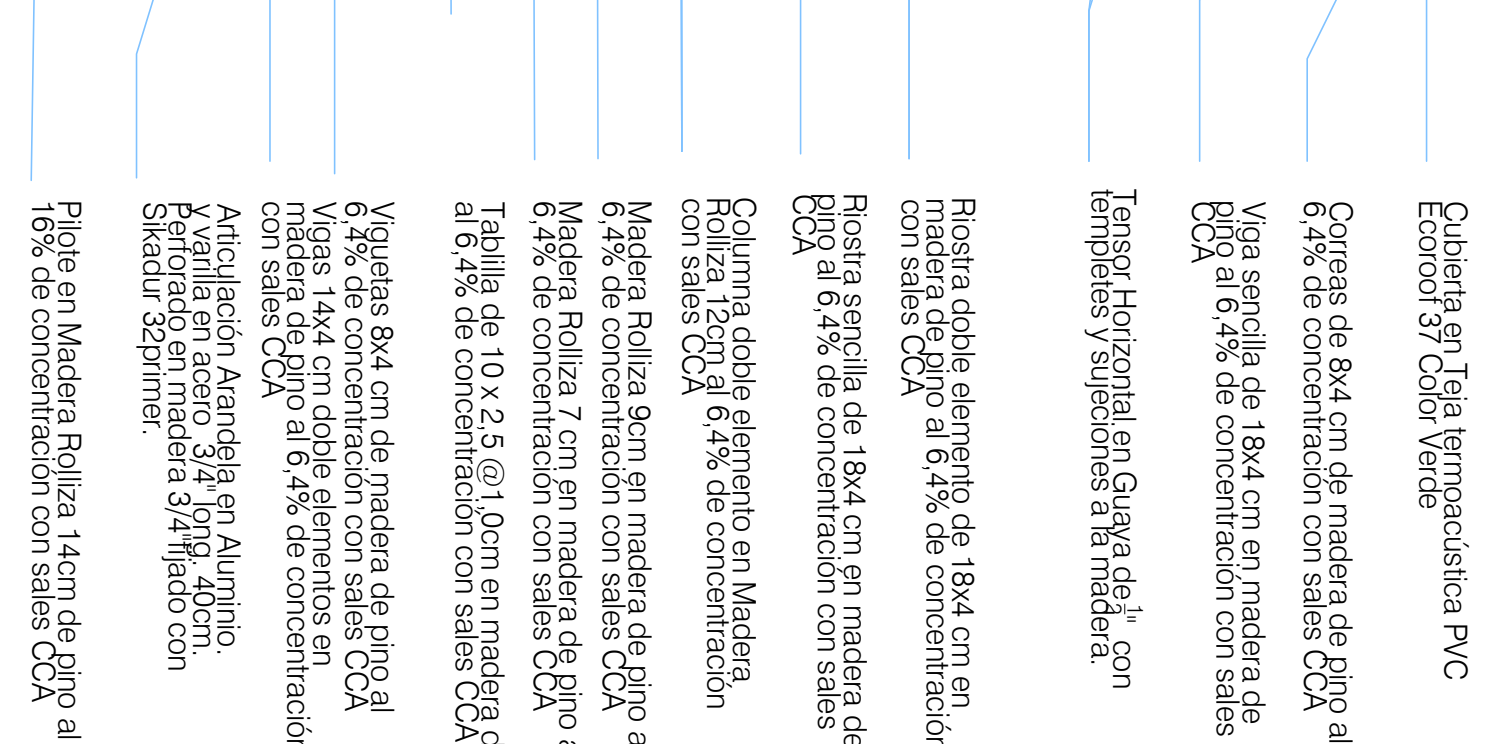 Cubierta en Teja termoacústica PVC
Ecoroof 37 Color Verde
Correas de 8x4 cm de madera de pino al
6,4% de concentración con sales CCA
Viga sencilla de 18x4 cm en madera de
pino al 6,4% de concentración con sales
CCA
Tensor Horizontal en Guaya de 1/2" con
templetes y sujeciones a la madera.
Riostra doble elemento de 18x4 cm en
madera de pino al 6,4% de concentración
con sales CCA
Riostra sencilla de 18x4 cm en madera de
pino al 6,4% de concentración con sales
CCA
Columna doble elemento en Madera
Rolliza 12cm al 6,4% de concentración
con sales CCA
Madera Rolliza 9cm en madera de pino a
6,4% de concentración con sales CCA
Madera Rolliza 7 cm en madera de pino a
6,4% de concentración con sales CCA
Tablilla de 10 x 2,5 @1,0cm en madera d
al 6,4% de concentración con sales CCA
Viguetas 8x4 cm de madera de pino al
6,4% de concentración con sales CCA
Vigas 14x4 cm doble elementos en
madera de pino al 6,4% de concentración
con sales CCA
Articulación Arandela en Aluminio.
y varilla en acero 3/4" long. 40cm.
Perforado en madera 3/4"fijado con
Sikadur 32primer.
Pilote en Madera Rolliza 14cm de pino al
16% de concentración con sales CCA